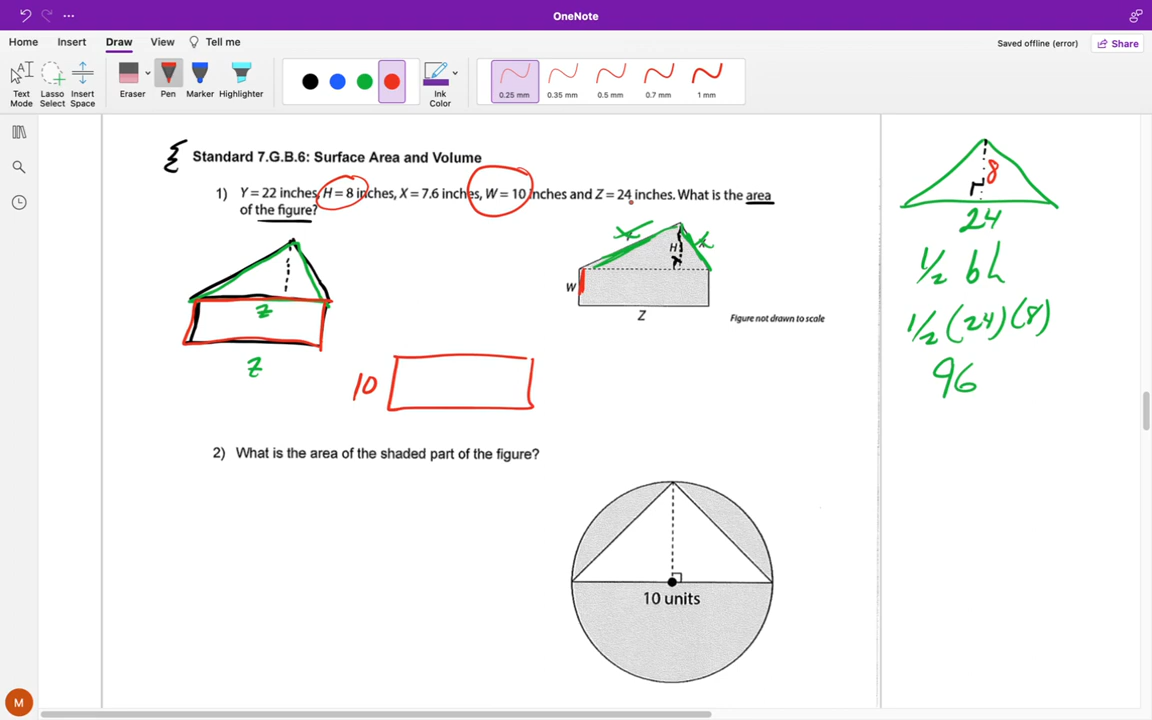 OneNote
Home Insert Draw View Tell me
Saved offline (error) Share
Text Mode
Lasso Select
Insert Space
Eraser
Pen
Marker
Highlighter
Ink Color
0.25 mm 0.35 mm 0.5 mm 0.7 mm 1 mm
Standard 7.G.B.6: Surface Area and Volume
1) Y = 22 inches, H = 8 inches, X = 7.6 inches, W = 10 inches and Z = 24 inches. What is the area
of the figure?
H
W
Z
Figure not drawn to scale
z
z
10
2) What is the area of the shaded part of the figure?
10 units
8
24
1/2 bh
1/2 (24)(8)
96
M